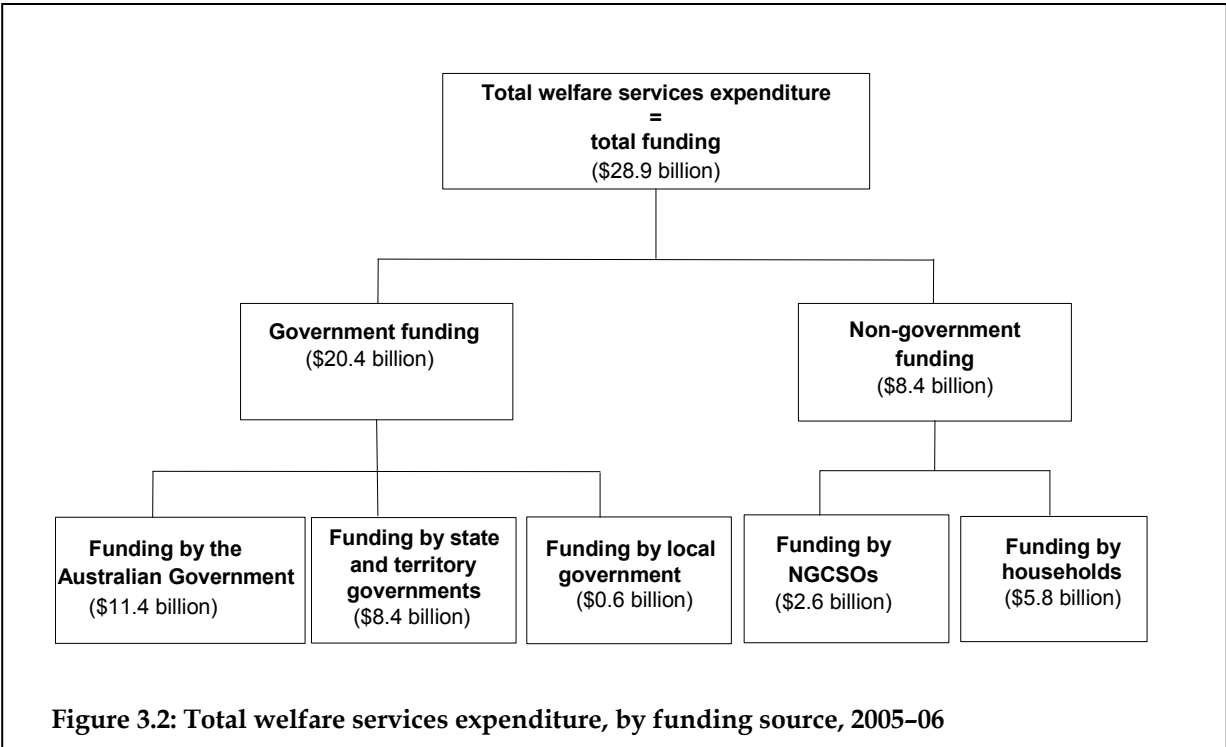 Total welfare services expenditure
=
total funding
($28.9 billion)
Government funding
($20.4 billion)
Non-government
funding
($8.4 billion)
Funding by the
Australian Government
($11.4 billion)
Funding by state
and territory
governments
($8.4 billion)
Funding by local
government
($0.6 billion)
Funding by
NGCSOs
($2.6 billion)
Funding by
households
($5.8 billion)
Figure 3.2: Total welfare services expenditure, by funding source, 2005–06